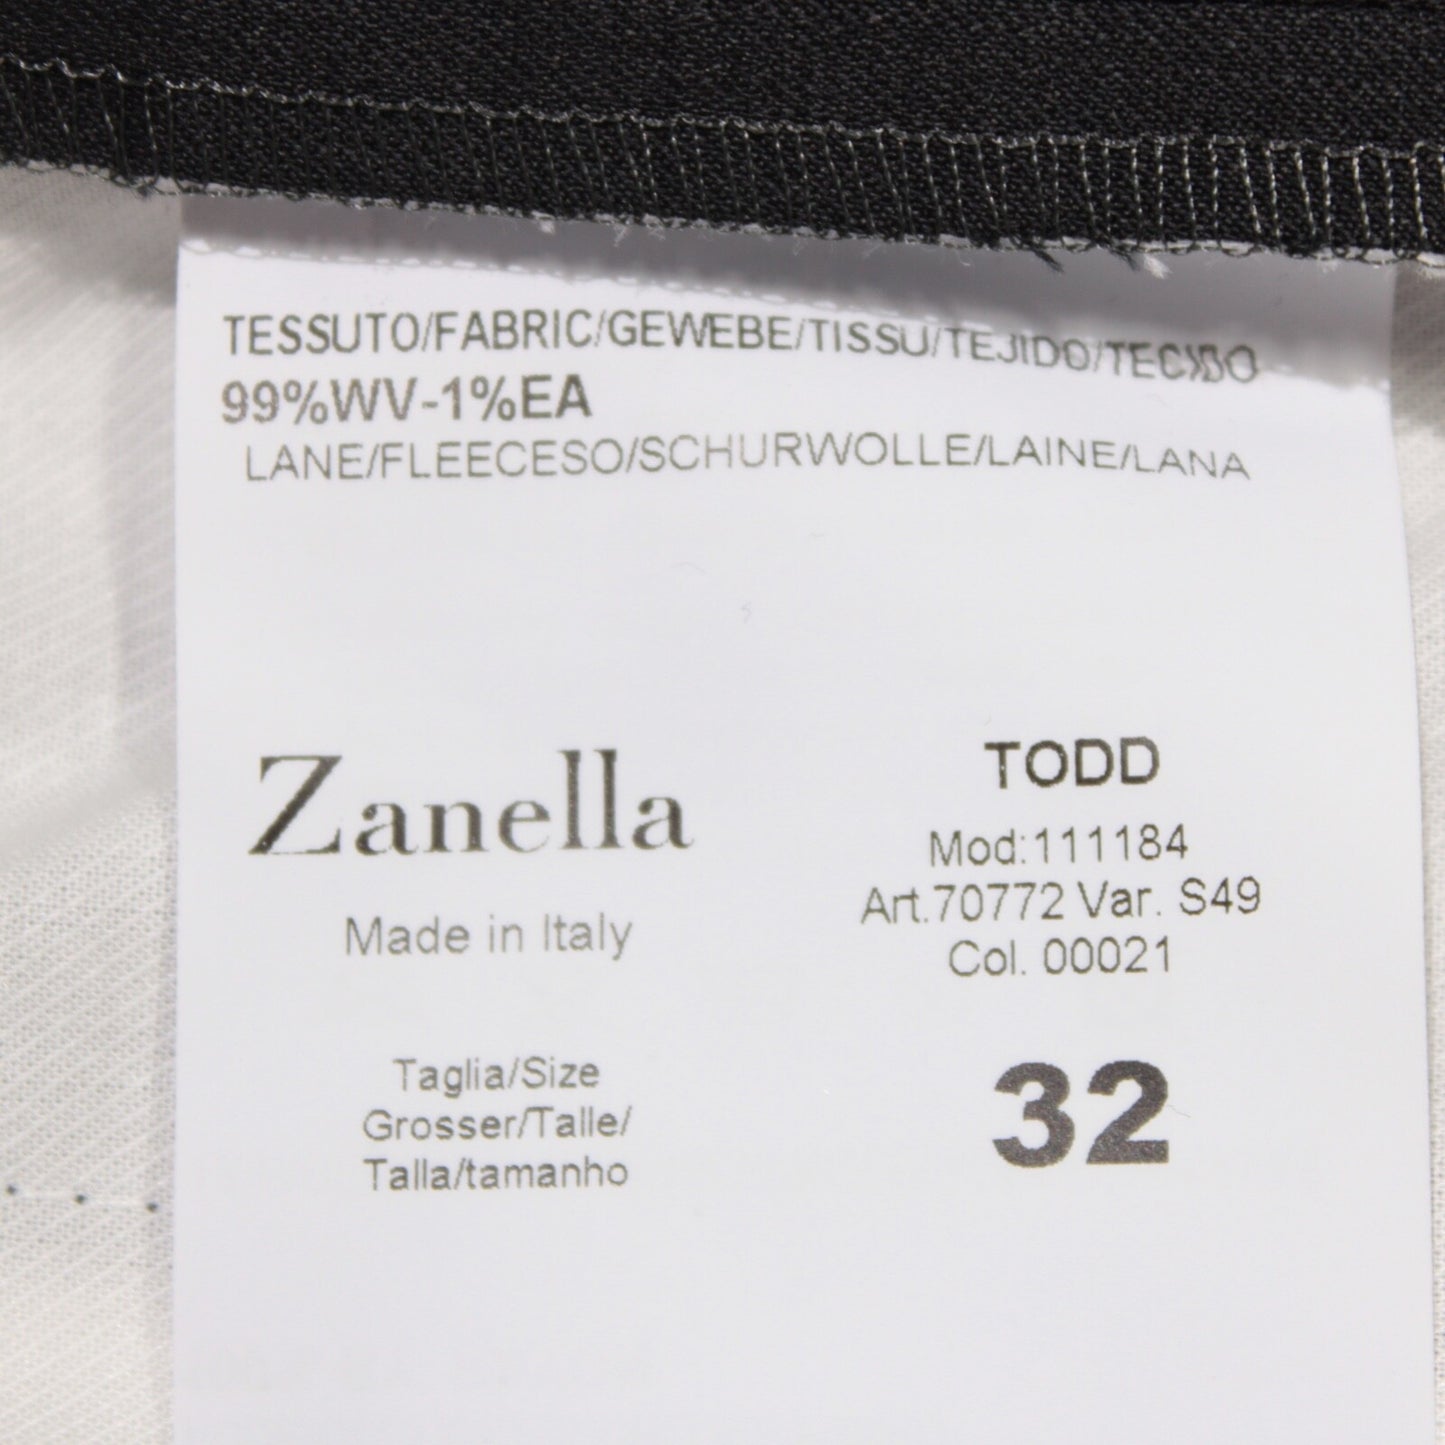 TESSUTO/FABRIC/GEWEBE/TISSU/TEJIDO/TECIDO
99%WV-1%EA
LANE/FLEECESO/SCHURWOLLE/LAINE/LANA
Zanella
Made in Italy
TODD
Mod:111184
Art.70772 Var. S49
Col. 00021
Taglia/Size
Grosser/Talle/
Talla/tamanho
32